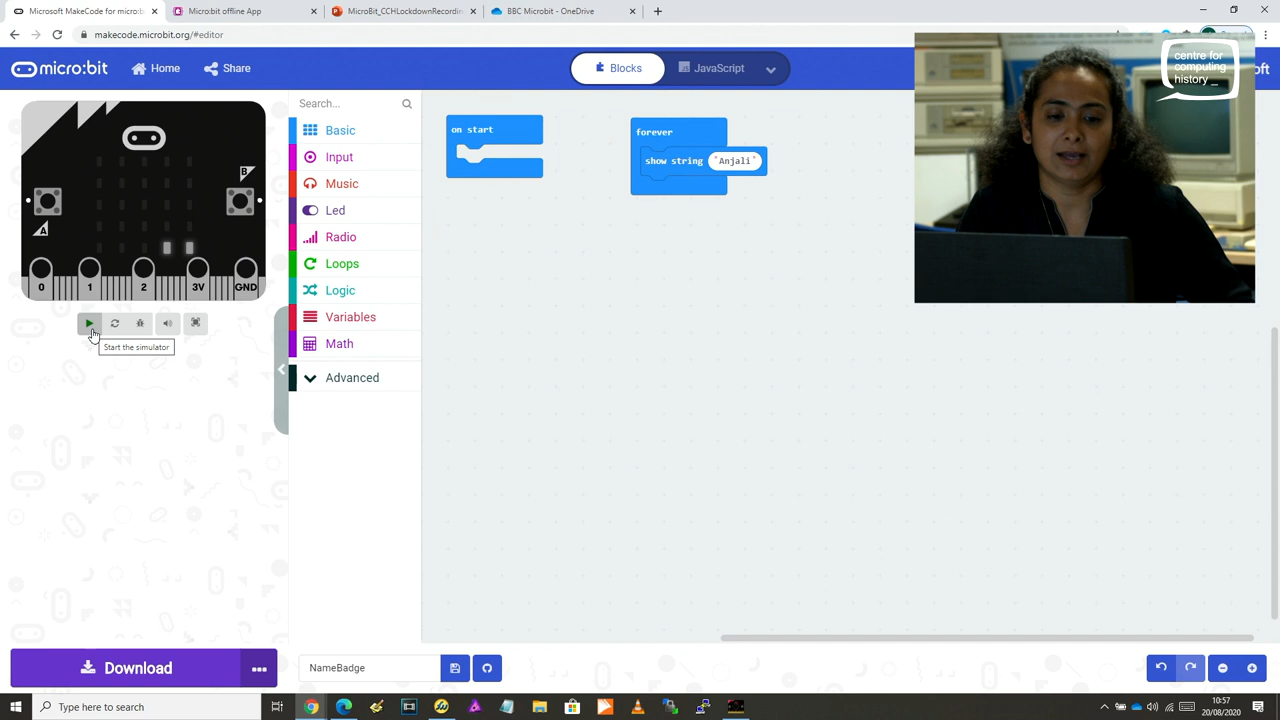 Microsoft MakeCode for micro:b
Microbit offline App
MicroBit_CCHLockdownRecordin
BBC Microbit - OneDrive
makecode.microbit.org/#editor
micro:bit
Home
Share
Blocks
JavaScript
oft
centre for
computing
history _
Search...
Basic
Input
Music
Led
Radio
Loops
Logic
Variables
Math
Advanced
B
A
0
1
2
3V
GND
Start the simulator
on start
forever
show string "Anjali"
Download
NameBadge
Type here to search
10:57
20/08/2020